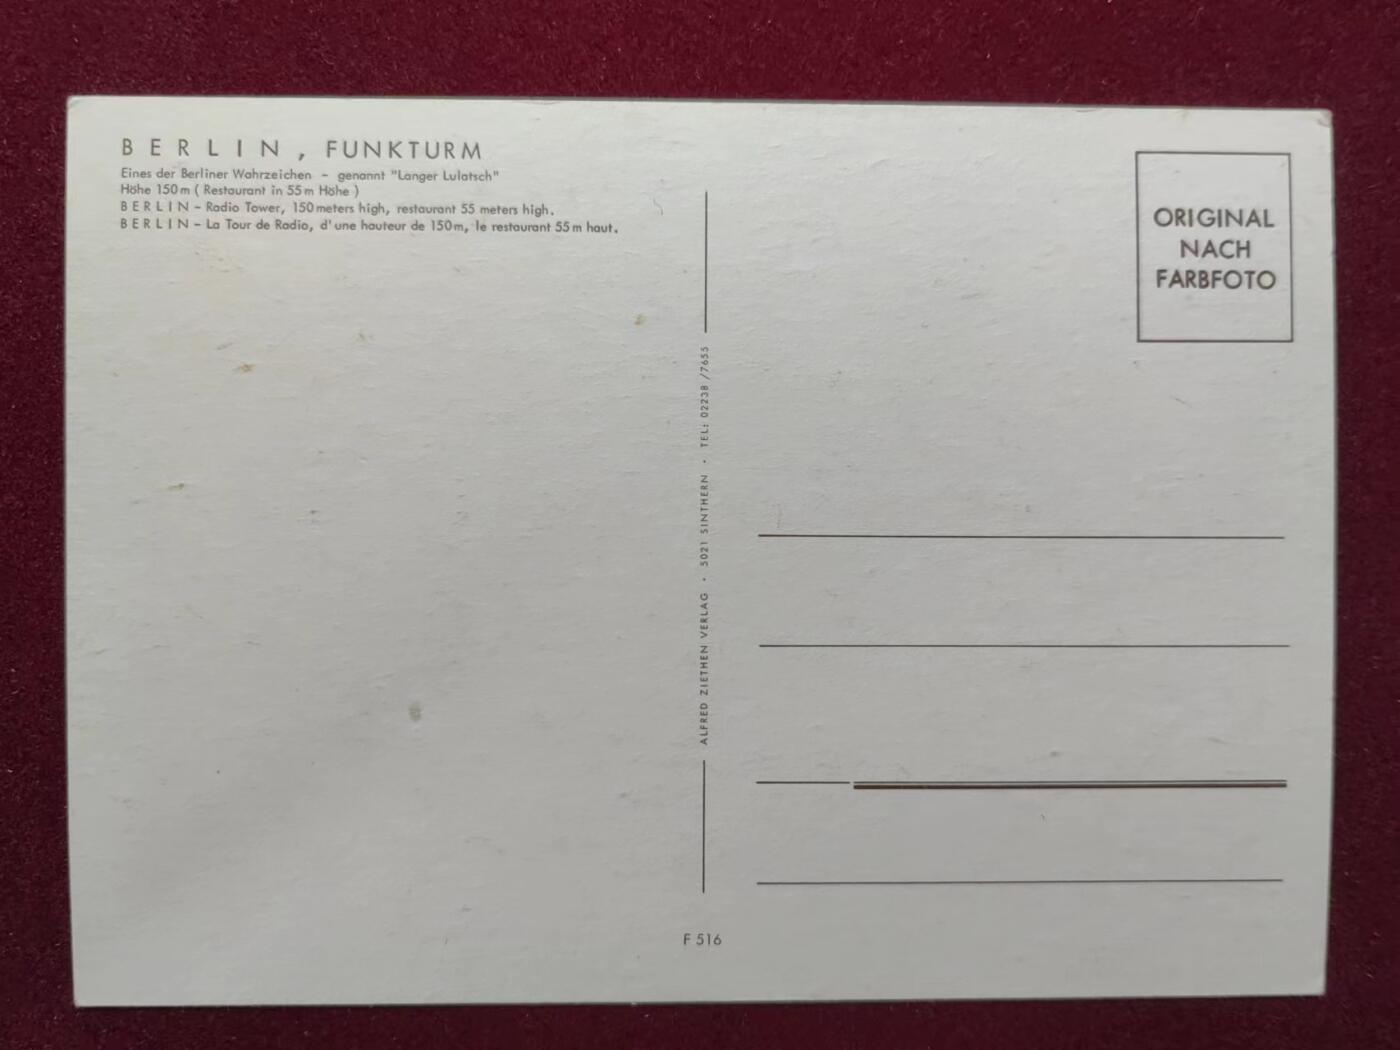 BERLIN, FUNKTURM
Eines der Berliner Wahrzeichen - genannt "Langer Lulatsch"
Höhe 150 m ( Restaurant in 55 m Höhe )
BERLIN - Radio Tower, 150 meters high, restaurant 55 meters high.
BERLIN - La Tour de Radio, d'une hauteur de 150 m, le restaurant 55 m haut.
ALFRED ZIETHEN VERLAG · 5021 SINTHERN · TEL: 02238 /7655
ORIGINAL
NACH
FARBFOTO
F 516